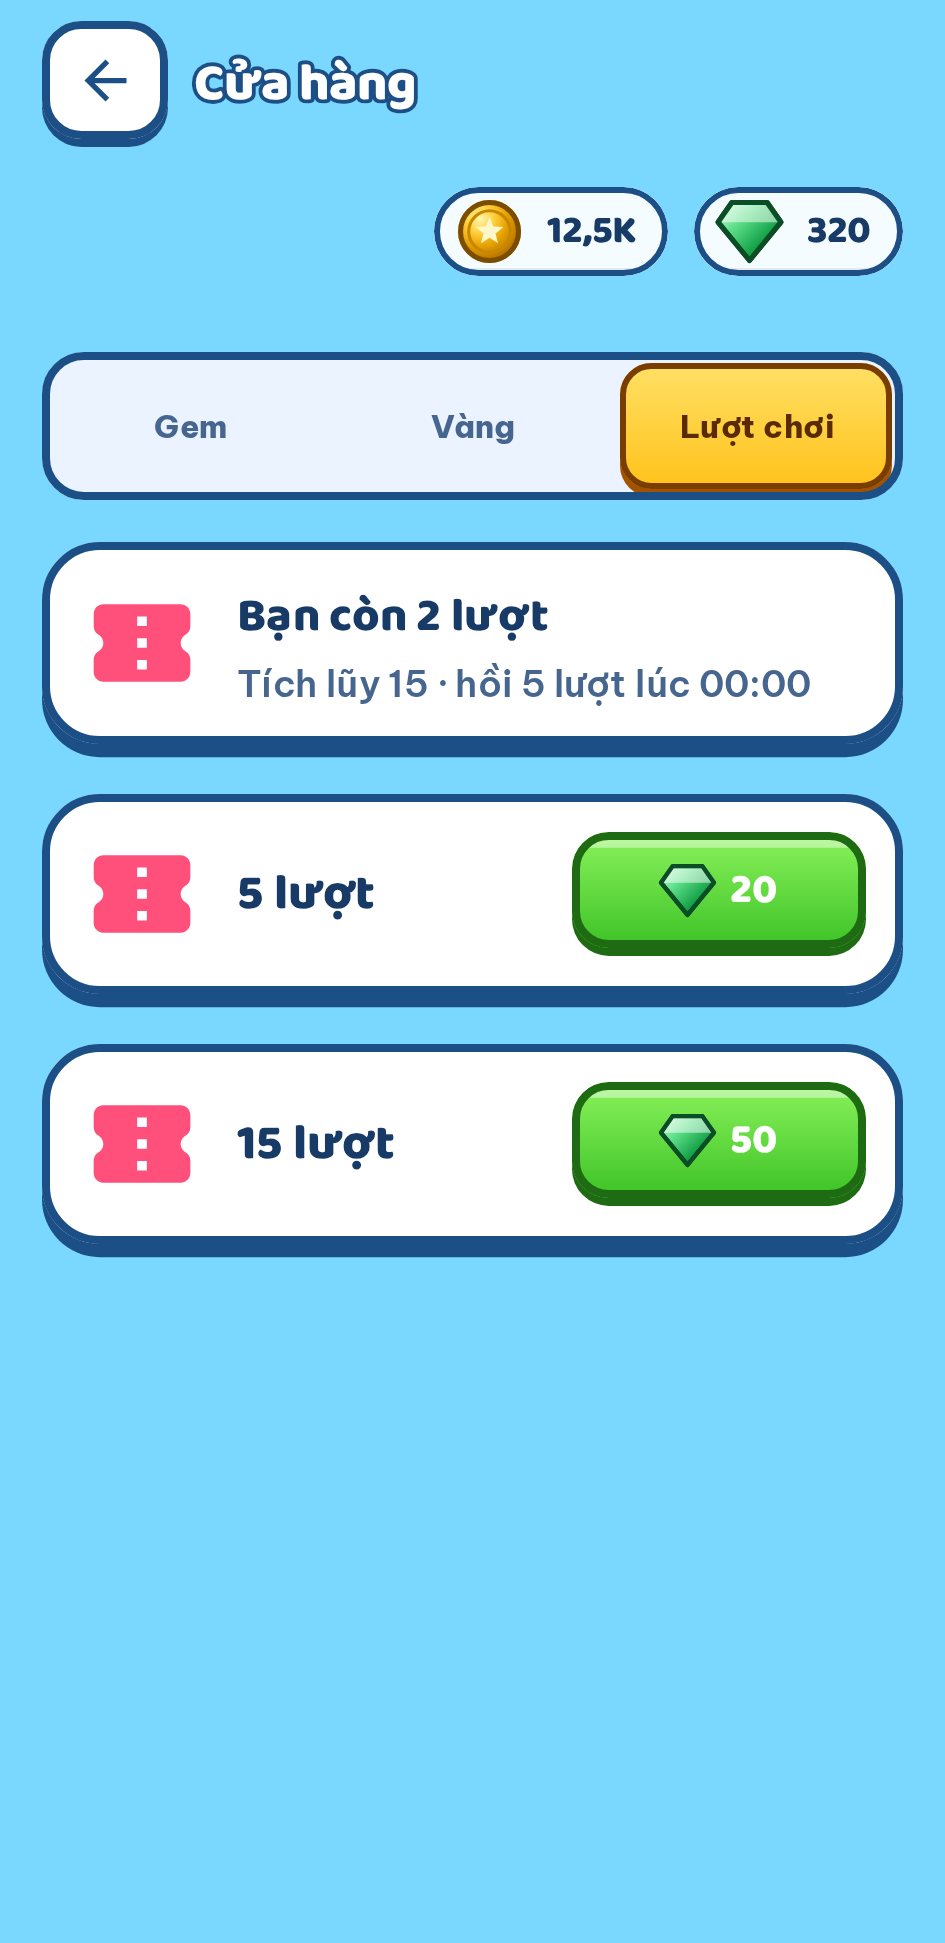 Cửa hàng
12,5K
320
Gem
Vàng
Lượt chơi
Bạn còn 2 lượt
Tích lũy 15 · hồi 5 lượt lúc 00:00
5 lượt
20
15 lượt
50